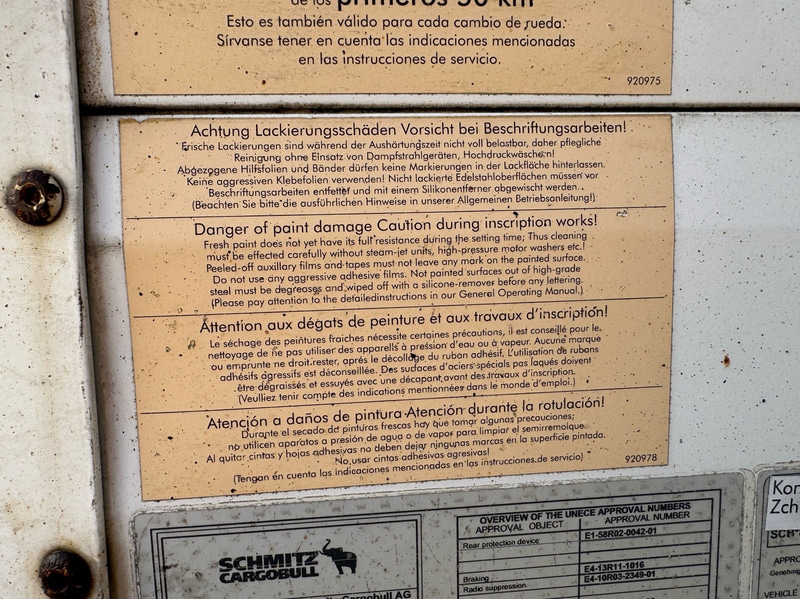 de los primeros 50 km
Esto es también válido para cada cambio de rueda.
Sírvanse tener en cuenta las indicaciones mencionadas
en las instrucciones de servicio.
920975
Achtung Lackierungsschäden Vorsicht bei Beschriftungsarbeiten!
Frische Lackierungen sind während der Aushärtungszeit nicht voll belastbar, daher pflegliche
Reinigung ohne Einsatz von Dampfstrahlgeräten, Hochdruckwäschern!
Abgezogene Hilfsfolien und Bänder dürfen keine Markierungen in der Lackfläche hinterlassen.
Keine aggressiven Klebefolien verwenden! Nicht lackierte Edelstahloberflächen müssen vor
Beschriftungsarbeiten entfettet und mit einem Silikonentferner abgewischt werden.
(Beachten Sie bitte die ausführlichen Hinweise in unserer Allgemeinen Betriebsanleitung!)
Danger of paint damage Caution during inscription works!
Fresh paint does not yet have its full resistance during the setting time; Thus cleaning
must be effected carefully without steam-jet units, high-pressure motor washers etc.!
Peeled-off auxillary films and tapes must not leave any mark on the painted surface.
Do not use any aggressive adhesive films. Not painted surfaces out of high-grade
steel must be degreases and wiped off with a silicone-remover before any lettering.
(Please pay attention to the detailedinstructions in our General Operating Manual.)
Attention aux dégats de peinture et aux travaux d'inscription!
Le séchage des peintures fraiches nécessite certaines précautions, il est conseillé pour le
nettoyage de ne pas utiliser des appareils à pression d'eau ou à vapeur. Aucune marque
ou emprunte ne droit rester, après le décollage du ruban adhésif. L'utilisation de rubans
adhésifs agressifs est déconseillée. Des surfaces d'aciers spécials pas laqués doivent
être dégraissés et essuyés avec une décapant avant des travaux d'inscription.
(Veulliez tenir compte des indications mentionnées dans le monde d'emploi.)
Atención a daños de pintura Atención durante la rotulación!
Durante el secado de pinturas frescas hay que tomar algunas precauciones;
no utilicen aparatos a presión de agua o de vapor para limpiar el semirremolque.
Al quitar cintas y hojas adhesivas no deben dejar ningunas marcas en la superficie pintada.
No usar cintas adhésivas agresivas!
(Tengan en cuenta las indicaciones mencionadas en las instrucciones de servicio)
920978
SCHMITZ
CARGOBULL
Cargobull AG
OVERVIEW OF THE UNECE APPROVAL NUMBERS
APPROVAL OBJECT APPROVAL NUMBER
Rear protection device E1-58R02-0042-01
Braking E4-13R11-1016
Radio suppression E4-10R03-2349-01
Kon
Zch
SCB
APPRO
Genehmig
VEHICLE